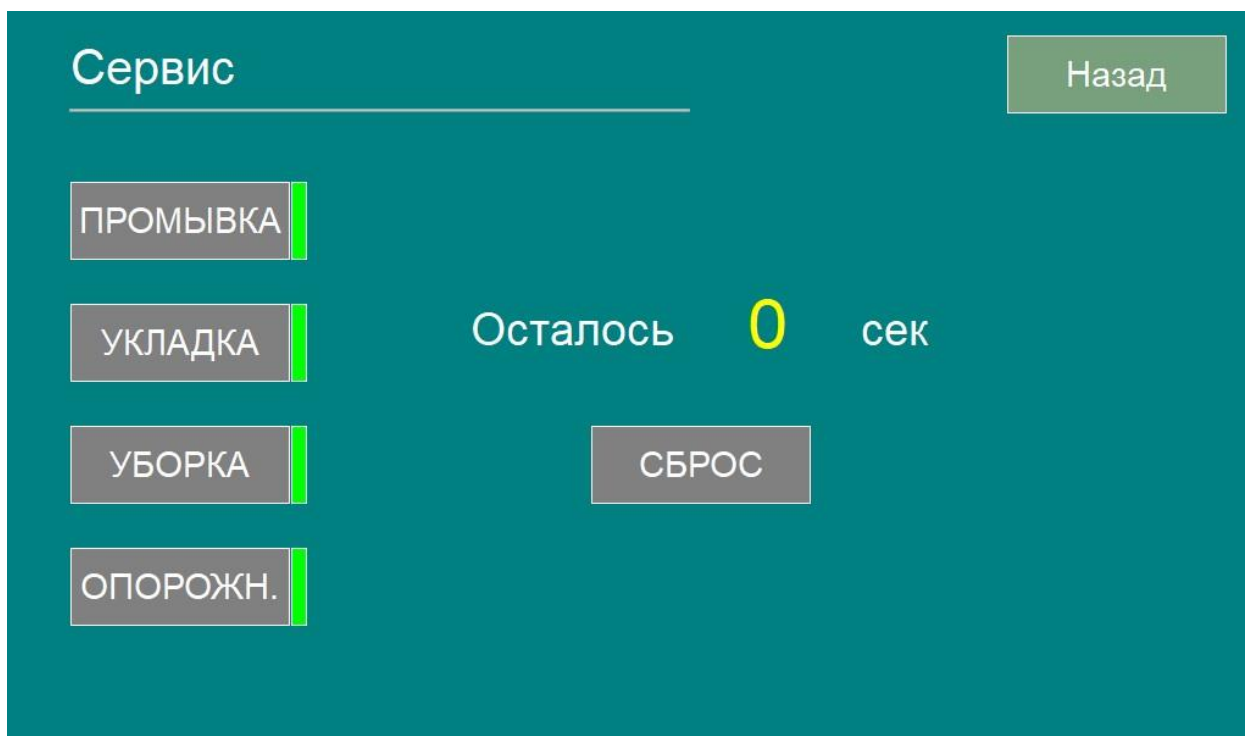 Сервис
Назад
ПРОМЫВКА
УКЛАДКА
Осталось 0 сек
УБОРКА
СБРОС
ОПОРОЖН.